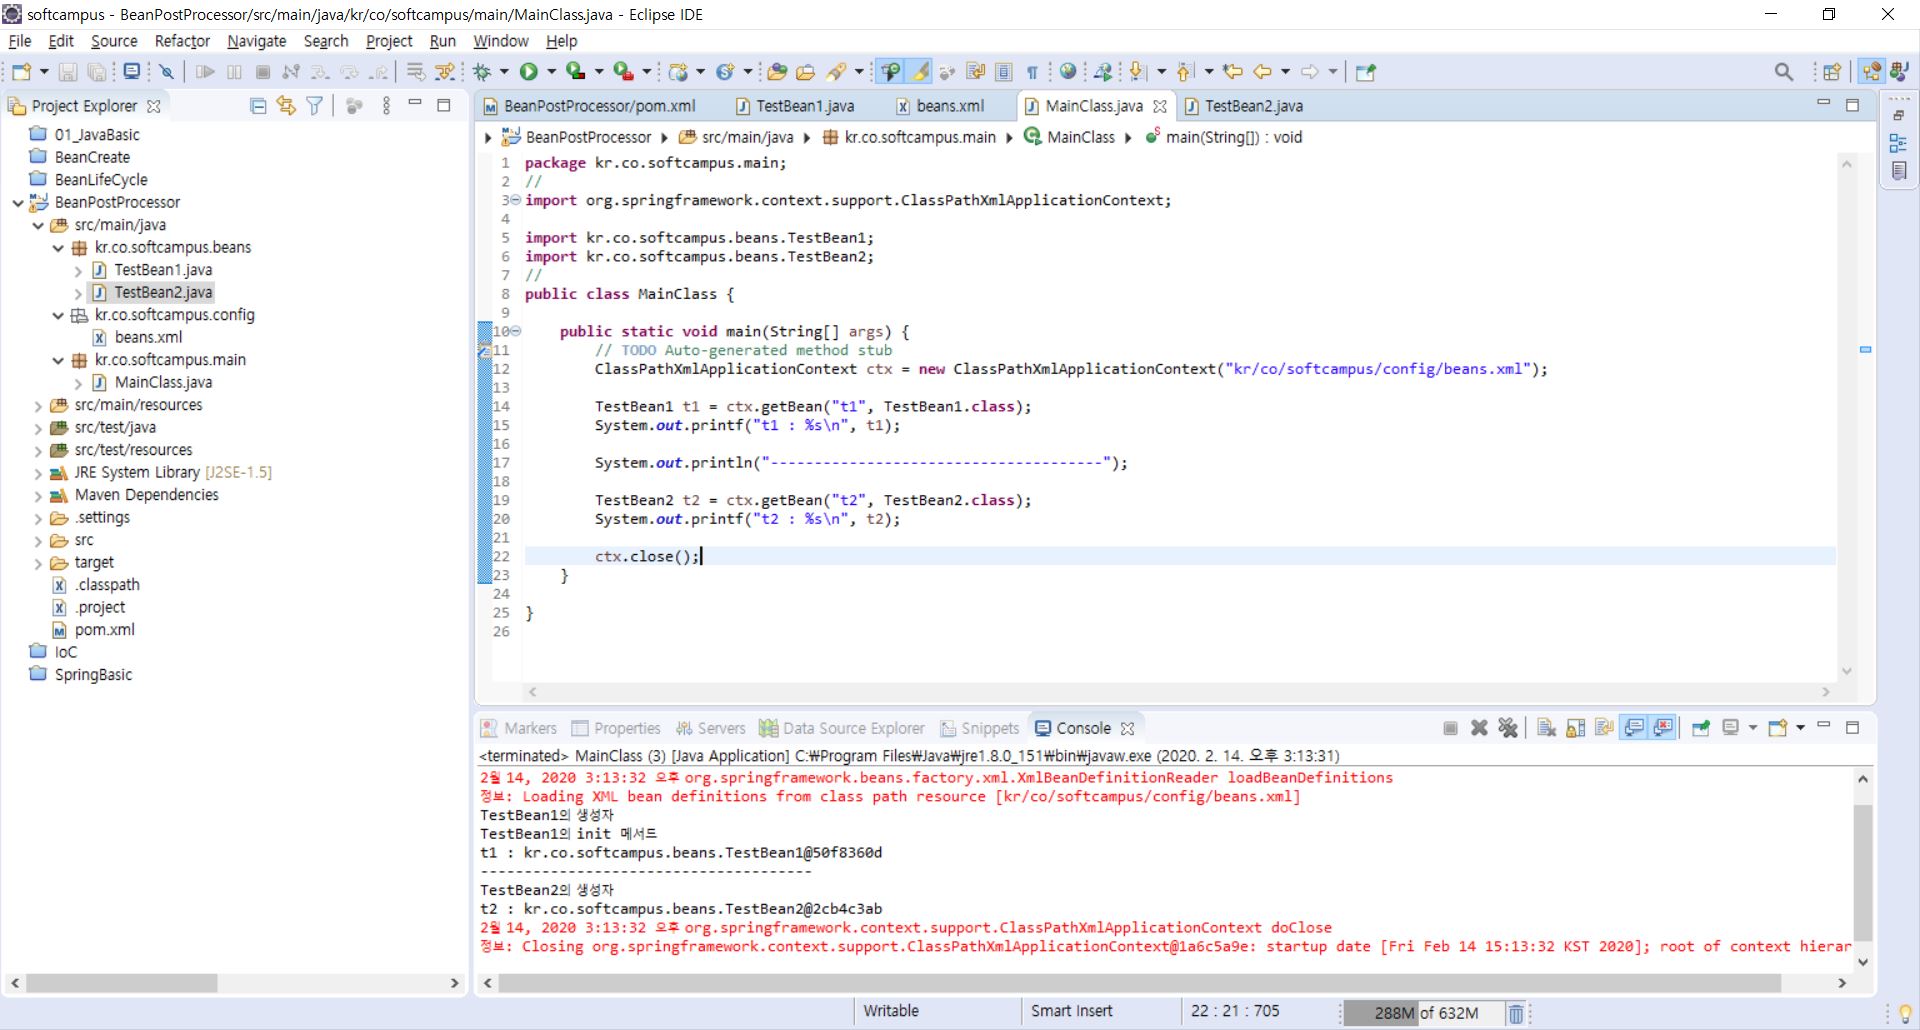 softcampus - BeanPostProcessor/src/main/java/kr/co/softcampus/main/MainClass.java - Eclipse IDE
File Edit Source Refactor Navigate Search Project Run Window Help
Project Explorer
01_JavaBasic
BeanCreate
BeanLifeCycle
BeanPostProcessor
src/main/java
kr.co.softcampus.beans
TestBean1.java
TestBean2.java
kr.co.softcampus.config
beans.xml
kr.co.softcampus.main
MainClass.java
src/main/resources
src/test/java
src/test/resources
JRE System Library [J2SE-1.5]
Maven Dependencies
.settings
src
target
.classpath
.project
pom.xml
IoC
SpringBasic
BeanPostProcessor/pom.xml TestBean1.java beans.xml MainClass.java TestBean2.java
BeanPostProcessor src/main/java kr.co.softcampus.main MainClass main(String[]) : void
1 package kr.co.softcampus.main;
2 //
3 import org.springframework.context.support.ClassPathXmlApplicationContext;
4
5 import kr.co.softcampus.beans.TestBean1;
6 import kr.co.softcampus.beans.TestBean2;
7 //
8 public class MainClass {
9
10 public static void main(String[] args) {
11 // TODO Auto-generated method stub
12 ClassPathXmlApplicationContext ctx = new ClassPathXmlApplicationContext("kr/co/softcampus/config/beans.xml");
13
14 TestBean1 t1 = ctx.getBean("t1", TestBean1.class);
15 System.out.printf("t1 : %s\n", t1);
16
17 System.out.println("--------------------------------------");
18
19 TestBean2 t2 = ctx.getBean("t2", TestBean2.class);
20 System.out.printf("t2 : %s\n", t2);
21
22 ctx.close();
23 }
24
25 }
26
Markers Properties Servers Data Source Explorer Snippets Console
<terminated> MainClass (3) [Java Application] C:₩Program Files₩Java₩jre1.8.0_151₩bin₩javaw.exe (2020. 2. 14. 오후 3:13:31)
2월 14, 2020 3:13:32 오후 org.springframework.beans.factory.xml.XmlBeanDefinitionReader loadBeanDefinitions
정보: Loading XML bean definitions from class path resource [kr/co/softcampus/config/beans.xml]
TestBean1의 생성자
TestBean1의 init 메서드
t1 : kr.co.softcampus.beans.TestBean1@50f8360d
--------------------------------------
TestBean2의 생성자
t2 : kr.co.softcampus.beans.TestBean2@2cb4c3ab
2월 14, 2020 3:13:32 오후 org.springframework.context.support.ClassPathXmlApplicationContext doClose
정보: Closing org.springframework.context.support.ClassPathXmlApplicationContext@1a6c5a9e: startup date [Fri Feb 14 15:13:32 KST 2020]; root of context hierar
Writable Smart Insert 22 : 21 : 705 288M of 632M